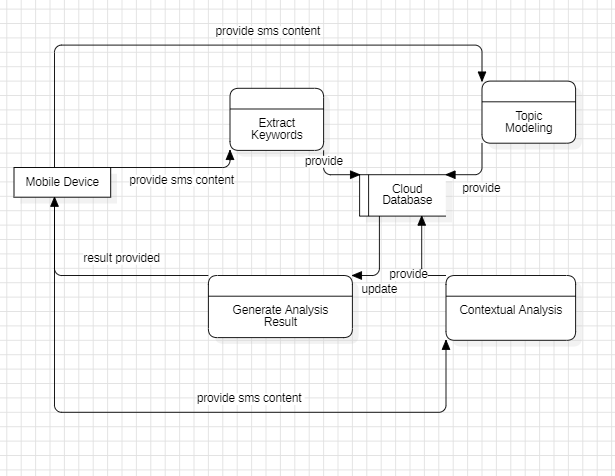 provide sms content
Topic
Modeling
Extract
Keywords
provide
Mobile Device
provide sms content
Cloud
Database
provide
result provided
provide
update
Generate Analysis
Result
Contextual Analysis
provide sms content